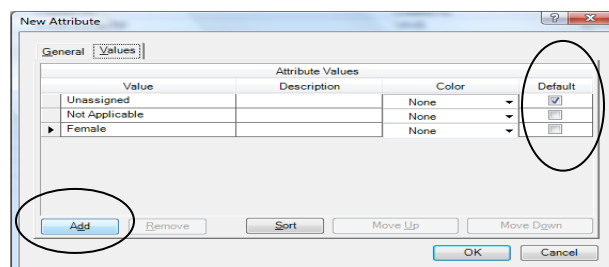 New Attribute
General Values
Attribute Values
Value Description Color Default
Unassigned None
Not Applicable None
Female None
Add Remove Sort Move Up Move Down
OK Cancel